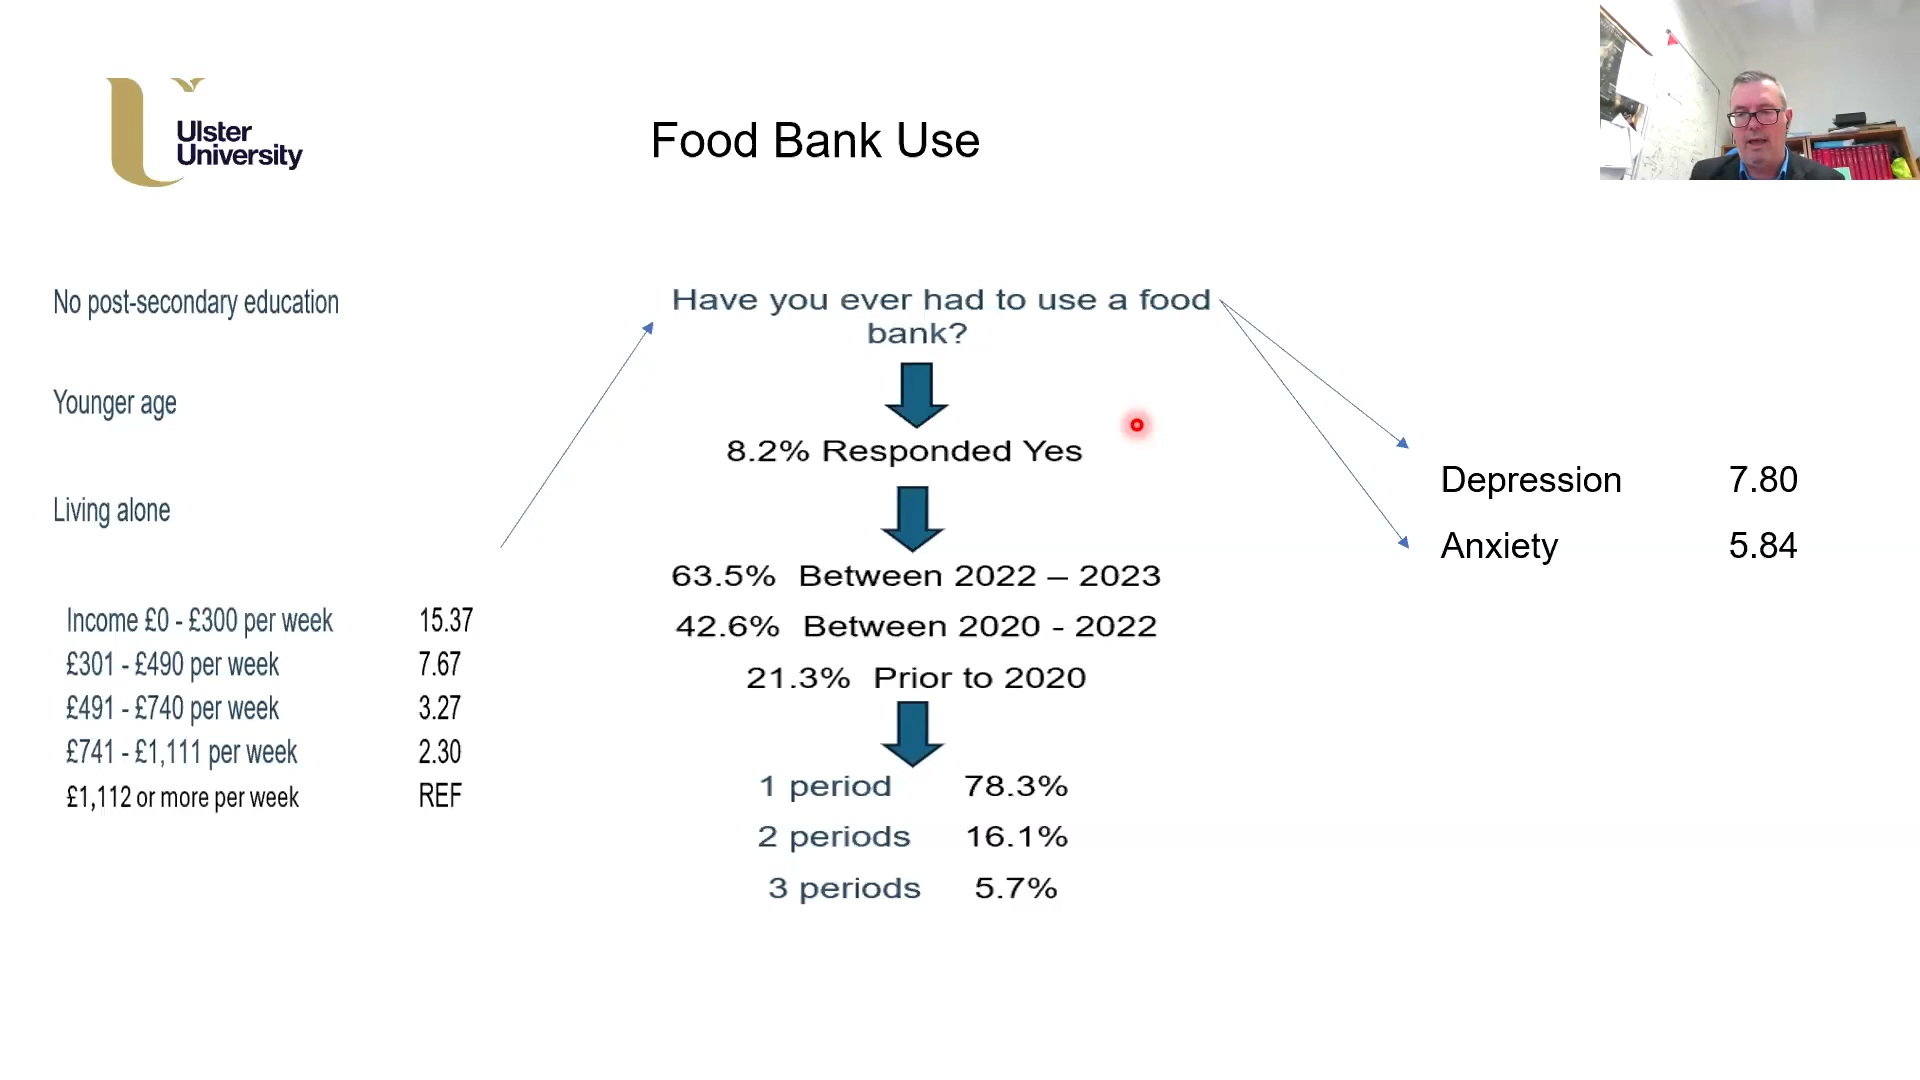 Ulster
University
Food Bank Use
No post-secondary education
Younger age
Living alone
Income £0 - £300 per week 15.37
£301 - £490 per week 7.67
£491 - £740 per week 3.27
£741 - £1,111 per week 2.30
£1,112 or more per week REF
Have you ever had to use a food
bank?
8.2% Responded Yes
63.5% Between 2022 – 2023
42.6% Between 2020 - 2022
21.3% Prior to 2020
1 period 78.3%
2 periods 16.1%
3 periods 5.7%
Depression 7.80
Anxiety 5.84